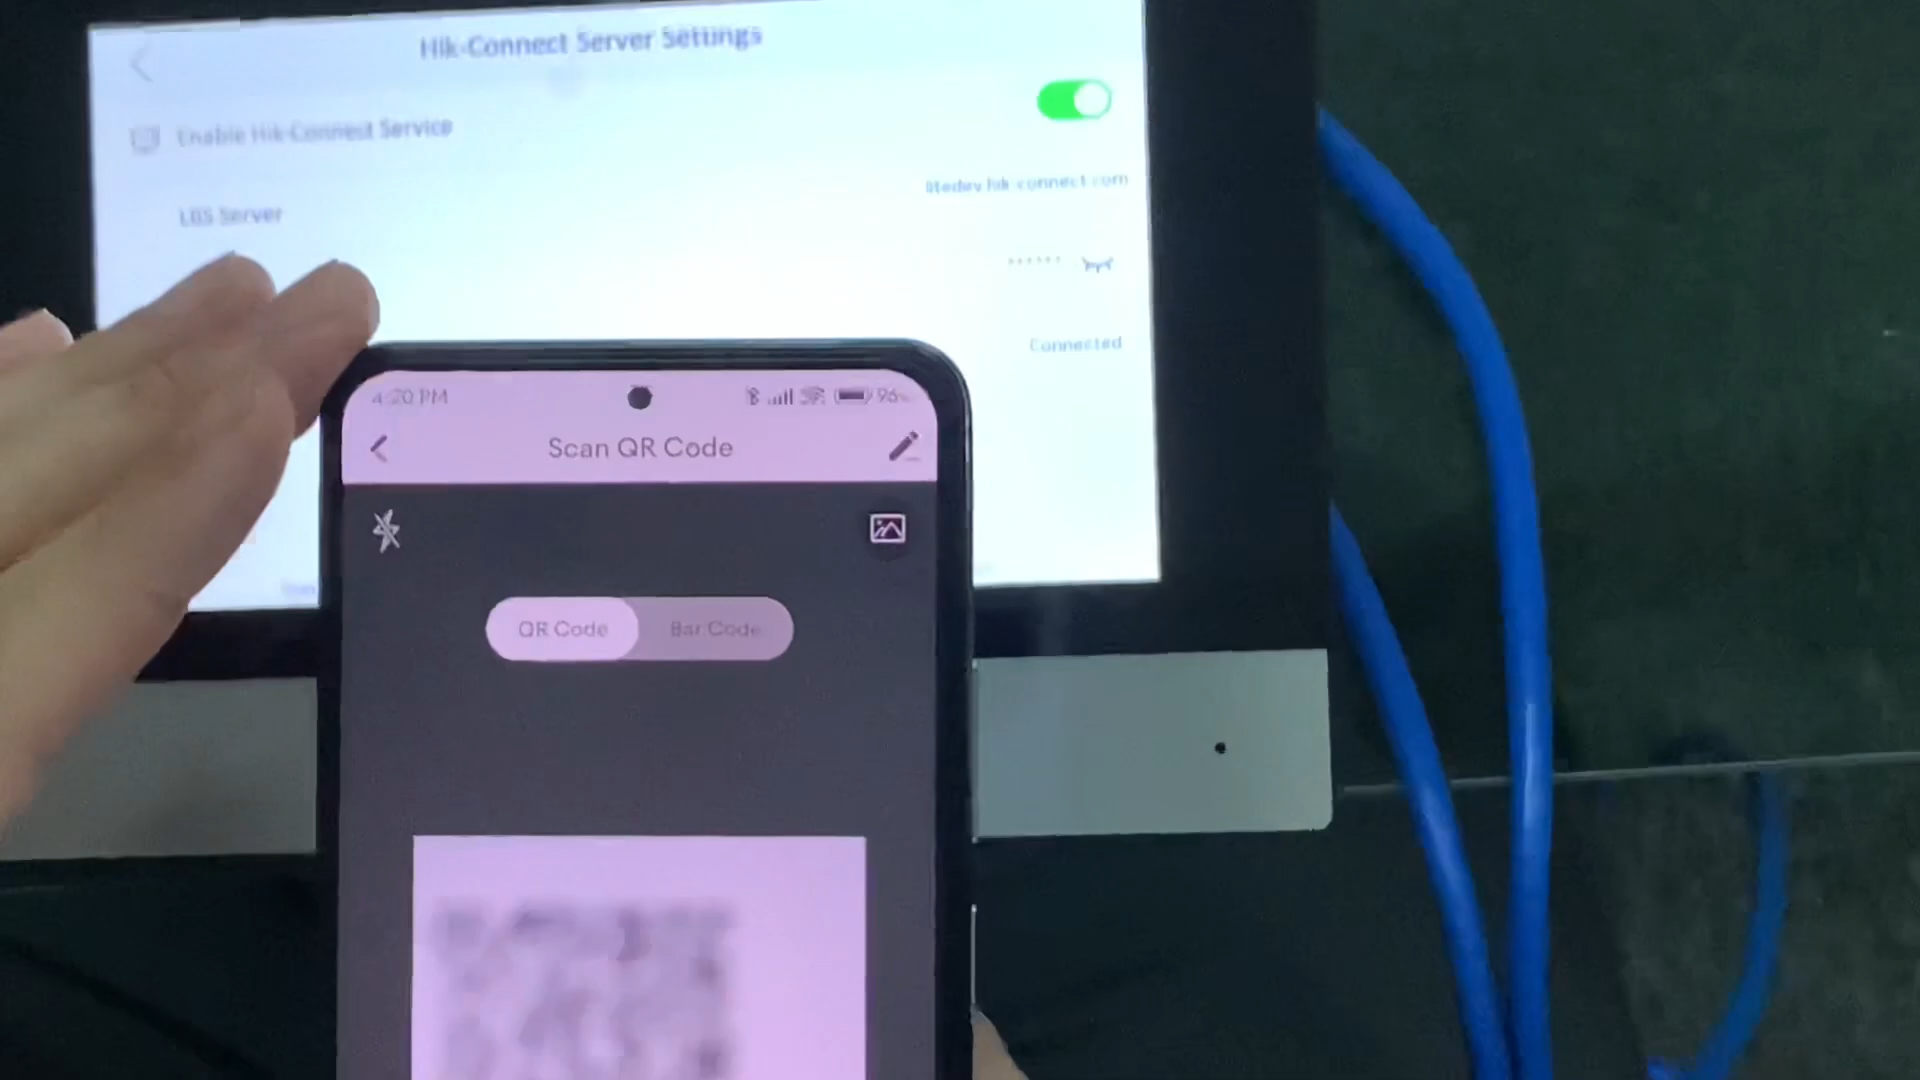 Hik-Connect Server Settings
Enable Hik-Connect Service
litedev.hik-connect.com
LBS Server
******
Connected
4:20 PM
96
Scan QR Code
QR Code
Bar Code